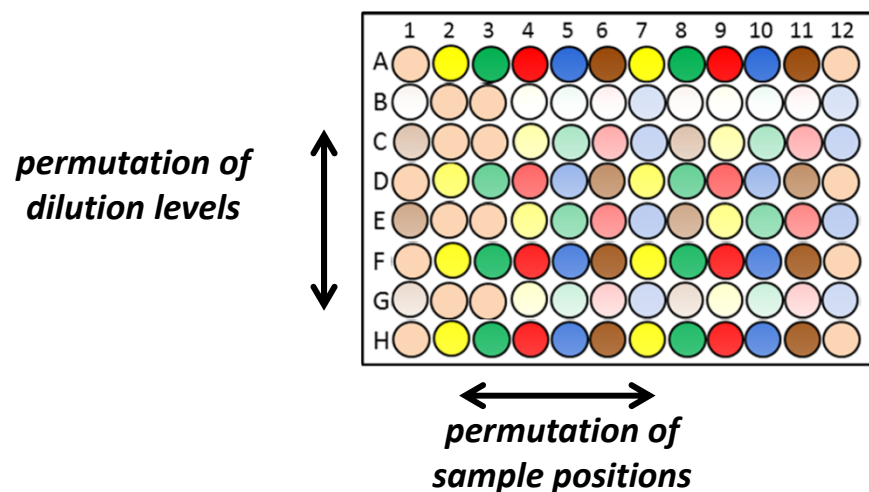 1 2 3 4 5 6 7 8 9 10 11 12
A
B
C
permutation of
D
dilution levels
E
F
G
H
permutation of
sample positions